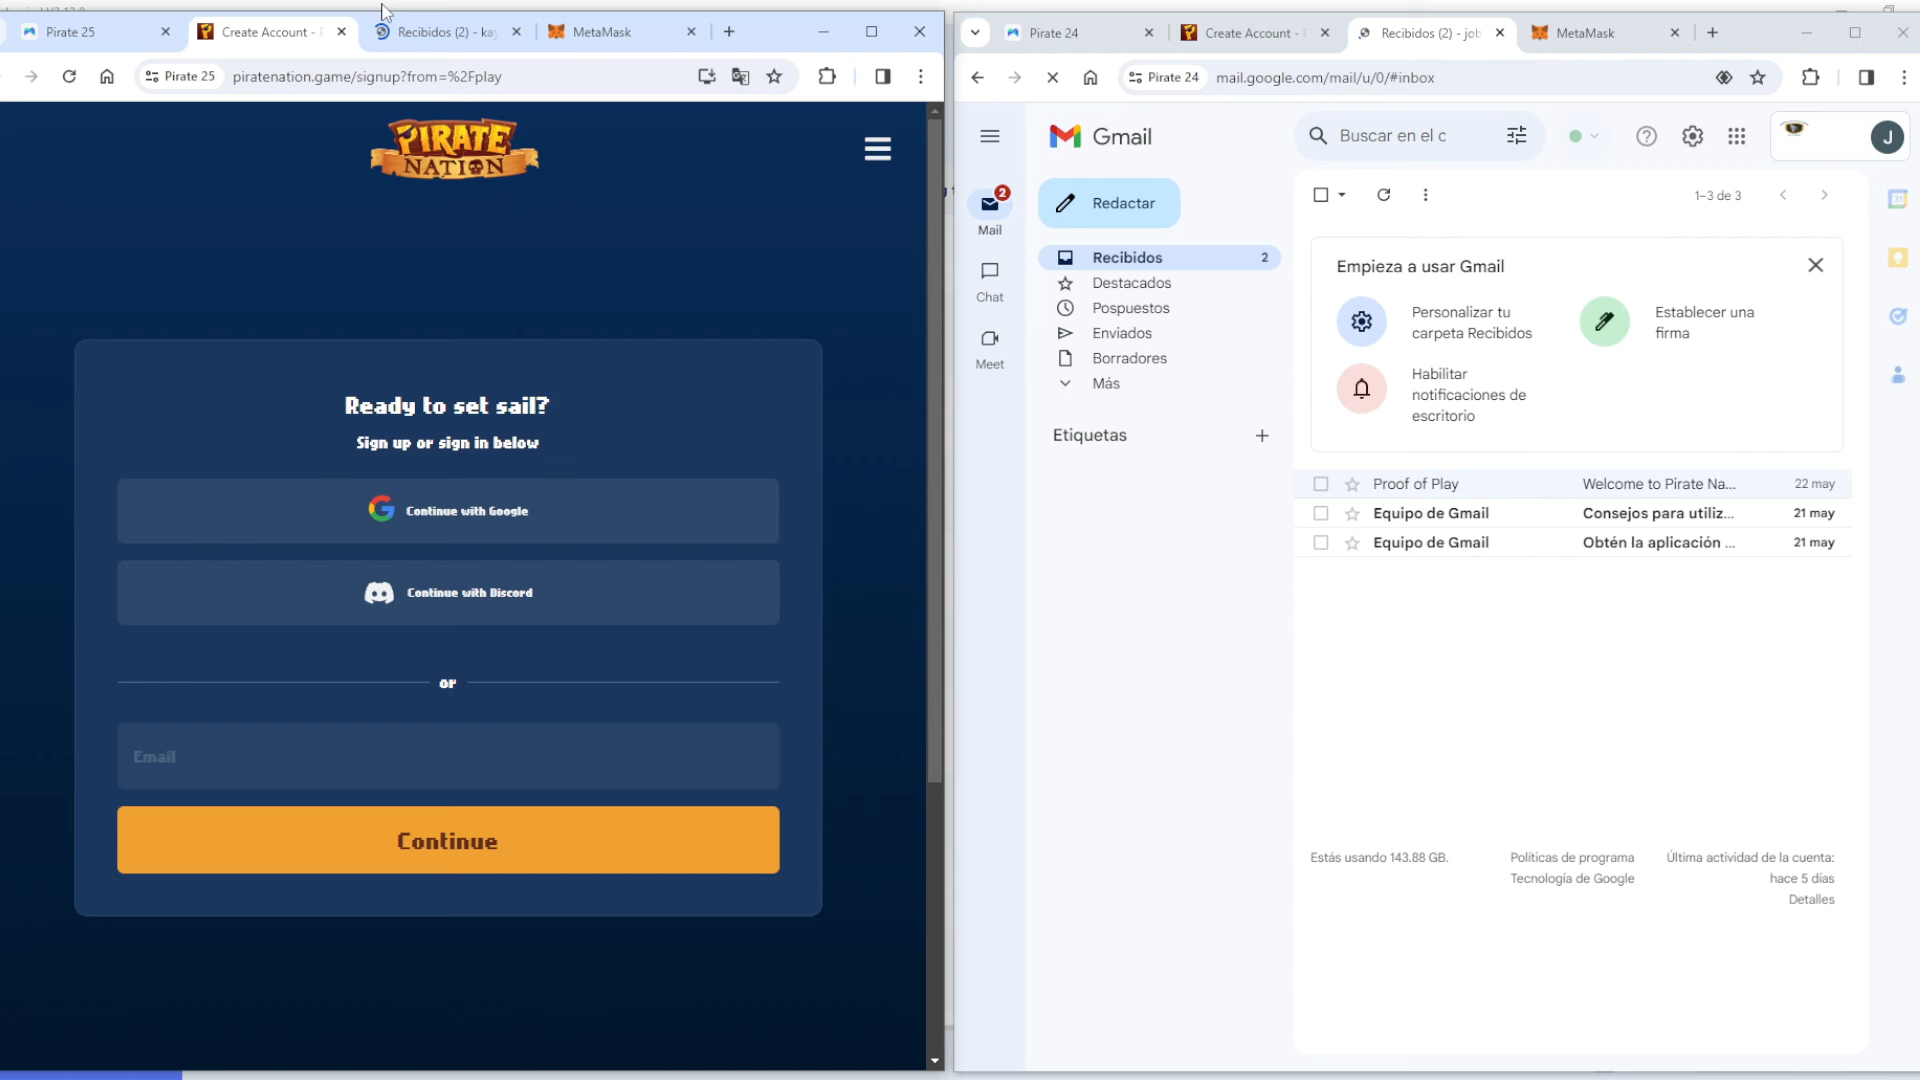 Pirate 25
Create Account -
Recibidos (2) - kay
MetaMask
Pirate 25
piratenation.game/signup?from=%2Fplay
PIRATE
NATION
Ready to set sail?
Sign up or sign in below
Continue with Google
Continue with Discord
or
Email
Continue
Pirate 24
Create Account -
Recibidos (2) - job
MetaMask
Pirate 24
mail.google.com/mail/u/0/#inbox
Gmail
Buscar en el c
J
2
Mail
Chat
Meet
Redactar
Recibidos 2
Destacados
Pospuestos
Enviados
Borradores
Más
Etiquetas
1–3 de 3
Empieza a usar Gmail
Personalizar tu
carpeta Recibidos
Establecer una
firma
Habilitar
notificaciones de
escritorio
Proof of Play Welcome to Pirate Na... 22 may
Equipo de Gmail Consejos para utiliz... 21 may
Equipo de Gmail Obtén la aplicación ... 21 may
Estás usando 143.88 GB.
Políticas de programa
Tecnología de Google
Última actividad de la cuenta:
hace 5 días
Detalles
31